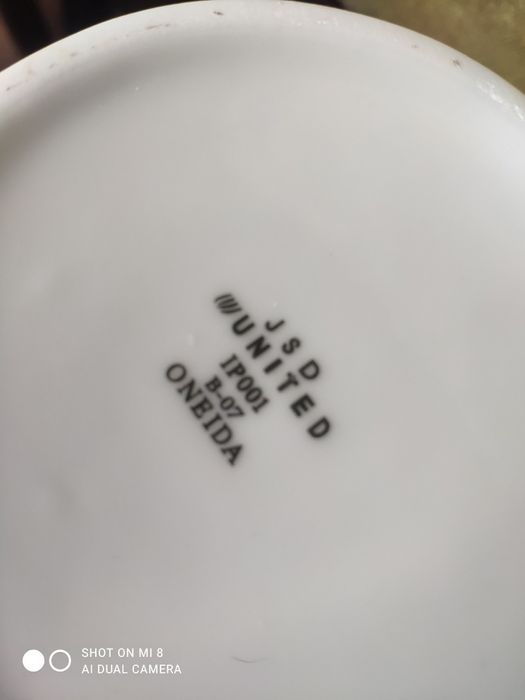 JSD
UNITED
IP001
B-07
ONEIDA
SHOT ON MI 8
AI DUAL CAMERA